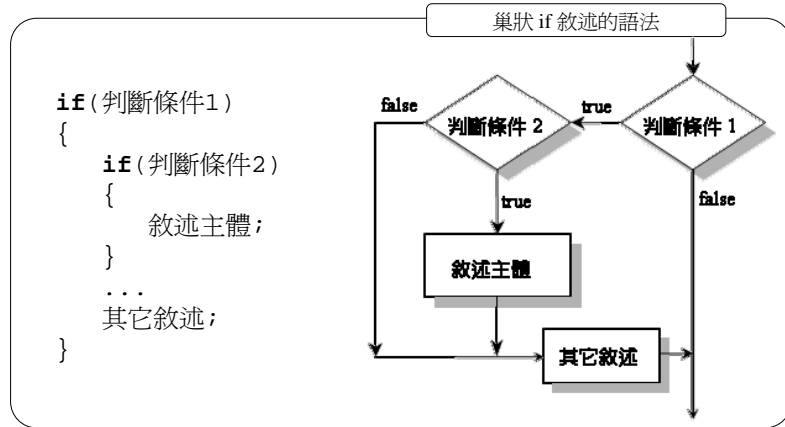 巢狀 if 敘述的語法
if(判斷條件1)
{
if(判斷條件2)
{
敘述主體;
}
...
其它敘述;
}
false
判斷條件 2
true
判斷條件 1
true
false
敘述主體
其它敘述